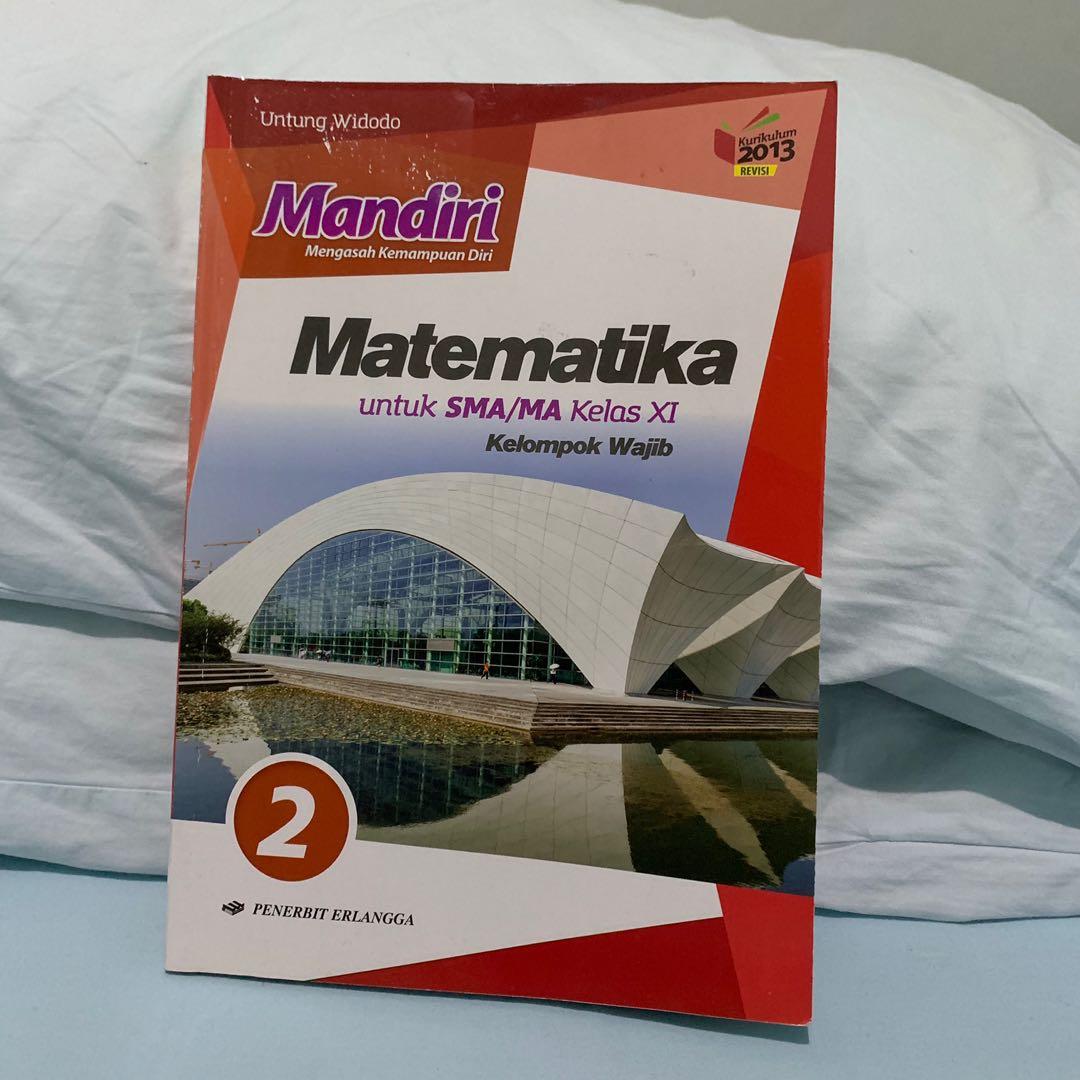 Untung Widodo
Kurikulum
2013
REVISI
Mandiri
Mengasah Kemampuan Diri
Matematika
untuk SMA/MA Kelas XI
Kelompok Wajib
2
PENERBIT ERLANGGA